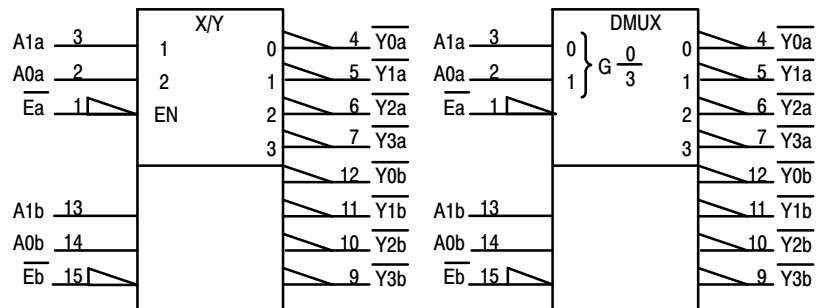 X/Y
A1a 3 1 0 4 Y0a
A0a 2 2 1 5 Y1a
Ea 1 EN 2 6 Y2a
3 7 Y3a
12 Y0b
A1b 13 11 Y1b
A0b 14 10 Y2b
Eb 15 9 Y3b
DMUX
A1a 3 0 0 4 Y0a
A0a 2 1 G 0/3 1 5 Y1a
Ea 1 2 6 Y2a
3 7 Y3a
12 Y0b
A1b 13 11 Y1b
A0b 14 10 Y2b
Eb 15 9 Y3b